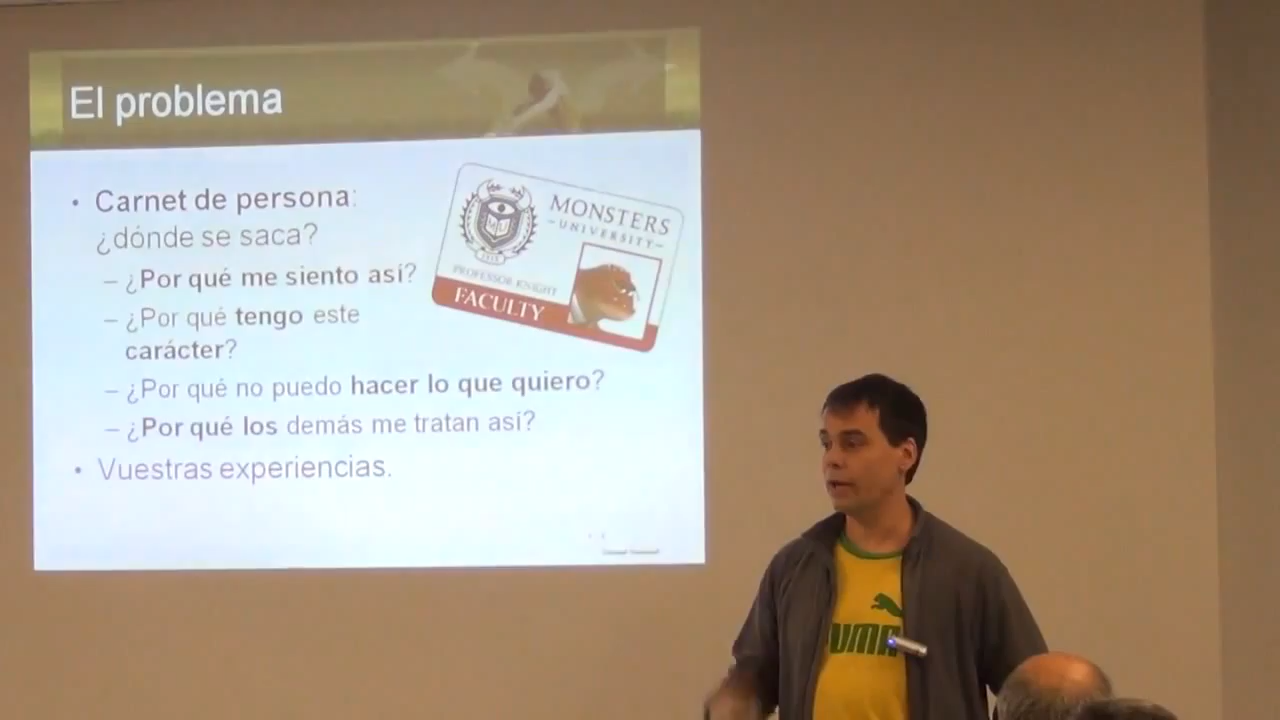 El problema
• Carnet de persona:
¿dónde se saca?
– ¿Por qué me siento así?
– ¿Por qué tengo este
carácter?
– ¿Por qué no puedo hacer lo que quiero?
– ¿Por qué los demás me tratan así?
• Vuestras experiencias.
MONSTERS
-UNIVERSITY-
MU
PROFESSOR KNIGHT
FACULTY
PUMA